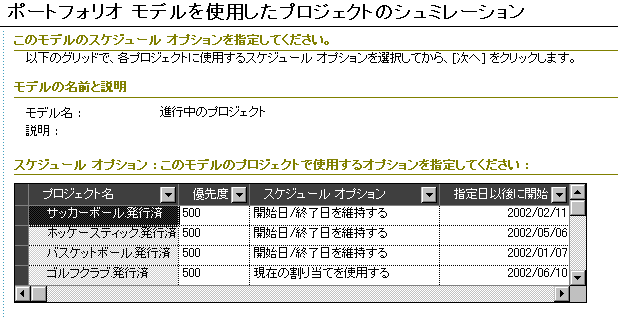 ポートフォリオ モデルを使用したプロジェクトのシュミレーション
このモデルのスケジュール オプションを指定してください。
以下のグリッドで、各プロジェクトに使用するスケジュール オプションを選択してから、[次へ] をクリックします。
モデルの名前と説明
モデル名： 進行中のプロジェクト
説明：
スケジュール オプション：このモデルのプロジェクトで使用するオプションを指定してください：
プロジェクト名 優先度 スケジュール オプション 指定日以後に開始
サッカーボール.発行済 500 開始日/終了日を維持する 2002/02/11
ホッケースティック.発行済 500 開始日/終了日を維持する 2002/05/06
バスケットボール.発行済 500 開始日/終了日を維持する 2002/01/07
ゴルフクラブ.発行済 500 現在の割り当てを使用する 2002/06/10